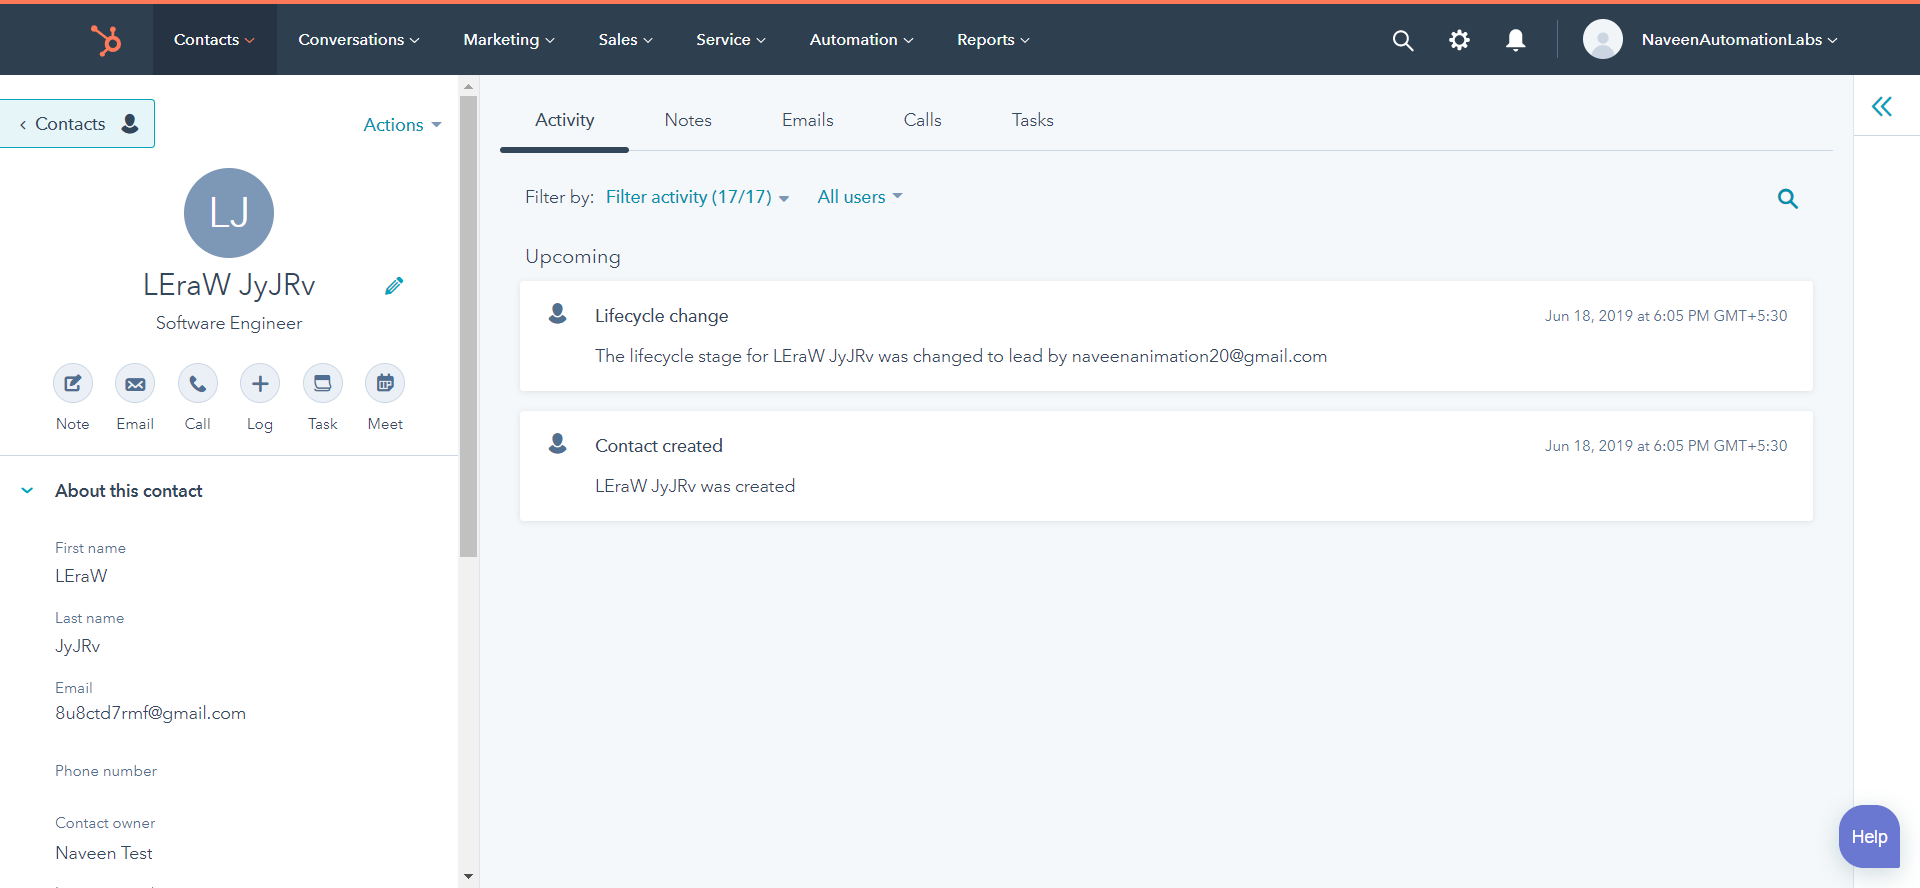 Contacts Conversations Marketing Sales Service Automation Reports NaveenAutomationLabs
Contacts
Actions
LJ
LEraW JyJRv
Software Engineer
Note Email Call Log Task Meet
About this contact
First name
LEraW
Last name
JyJRv
Email
8u8ctd7rmf@gmail.com
Phone number
Contact owner
Naveen Test
Activity Notes Emails Calls Tasks
Filter by: Filter activity (17/17) All users
Upcoming
Lifecycle change Jun 18, 2019 at 6:05 PM GMT+5:30
The lifecycle stage for LEraW JyJRv was changed to lead by naveenanimation20@gmail.com
Contact created Jun 18, 2019 at 6:05 PM GMT+5:30
LEraW JyJRv was created
Help